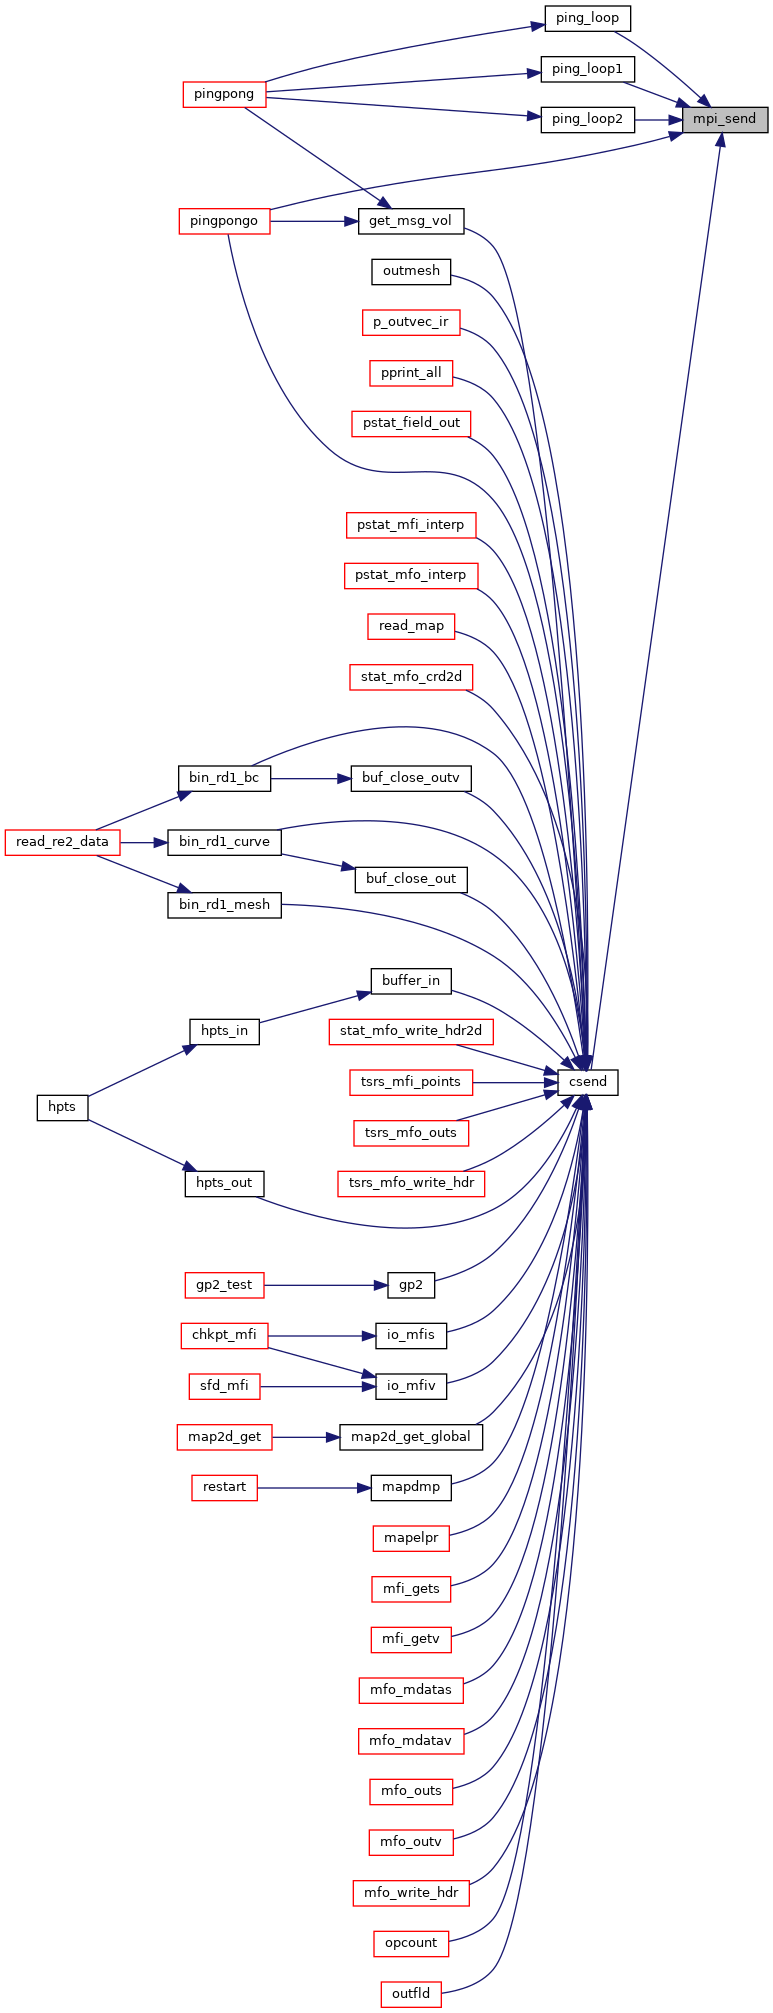 ping_loop
ping_loop1
pingpong
ping_loop2
mpi_send
pingpongo
get_msg_vol
outmesh
p_outvec_ir
pprint_all
pstat_field_out
pstat_mfi_interp
pstat_mfo_interp
read_map
stat_mfo_crd2d
bin_rd1_bc
buf_close_outv
read_re2_data
bin_rd1_curve
buf_close_out
bin_rd1_mesh
buffer_in
hpts_in
stat_mfo_write_hdr2d
csend
tsrs_mfi_points
hpts
tsrs_mfo_outs
hpts_out
tsrs_mfo_write_hdr
gp2_test
gp2
chkpt_mfi
io_mfis
sfd_mfi
io_mfiv
map2d_get
map2d_get_global
restart
mapdmp
mapelpr
mfi_gets
mfi_getv
mfo_mdatas
mfo_mdatav
mfo_outs
mfo_outv
mfo_write_hdr
opcount
outfld